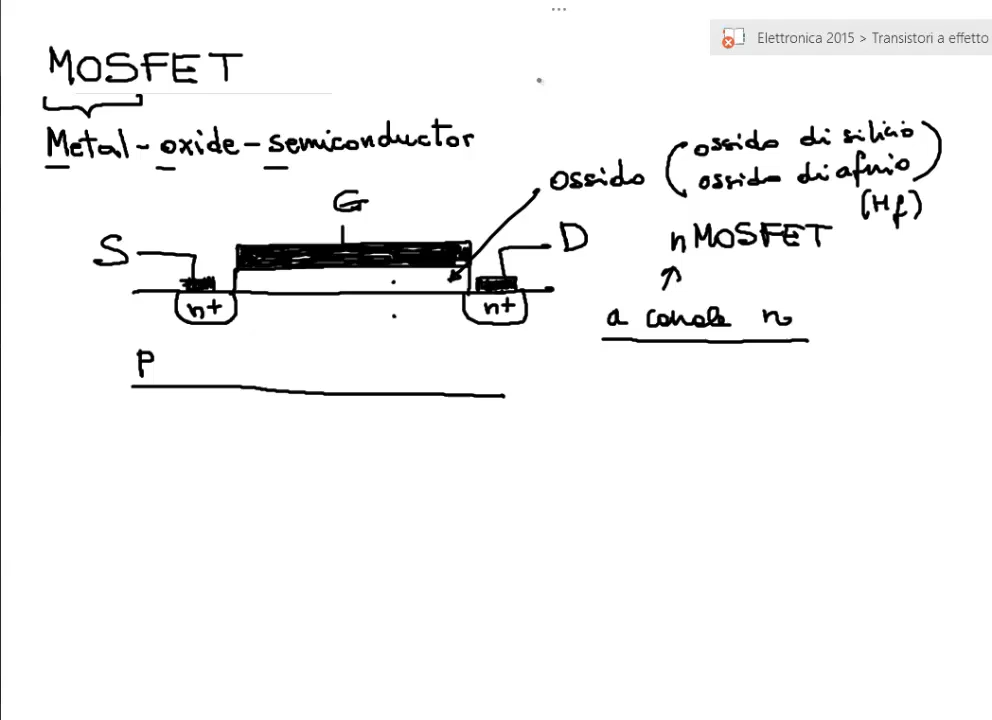 Elettronica 2015 > Transistori a effetto
MOSFET
Metal-oxide-semiconductor
ossido (ossido di silicio
ossido di afnio)
(Hf)
G
S
D
nMOSFET
n+
n+
a canale n
P